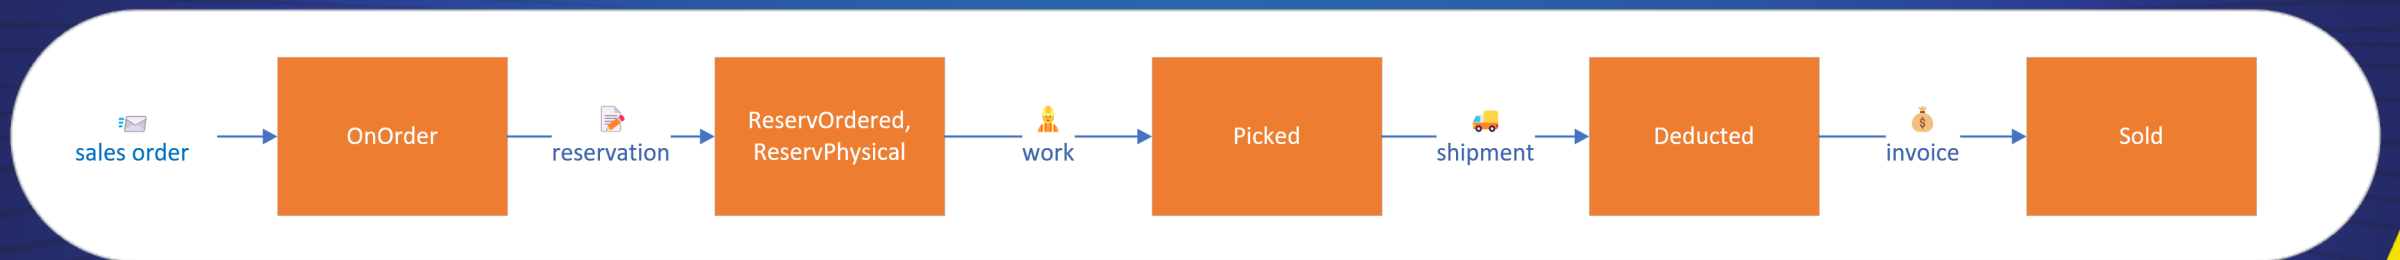 sales order
OnOrder
reservation
ReservOrdered,
ReservPhysical
work
Picked
shipment
Deducted
invoice
Sold